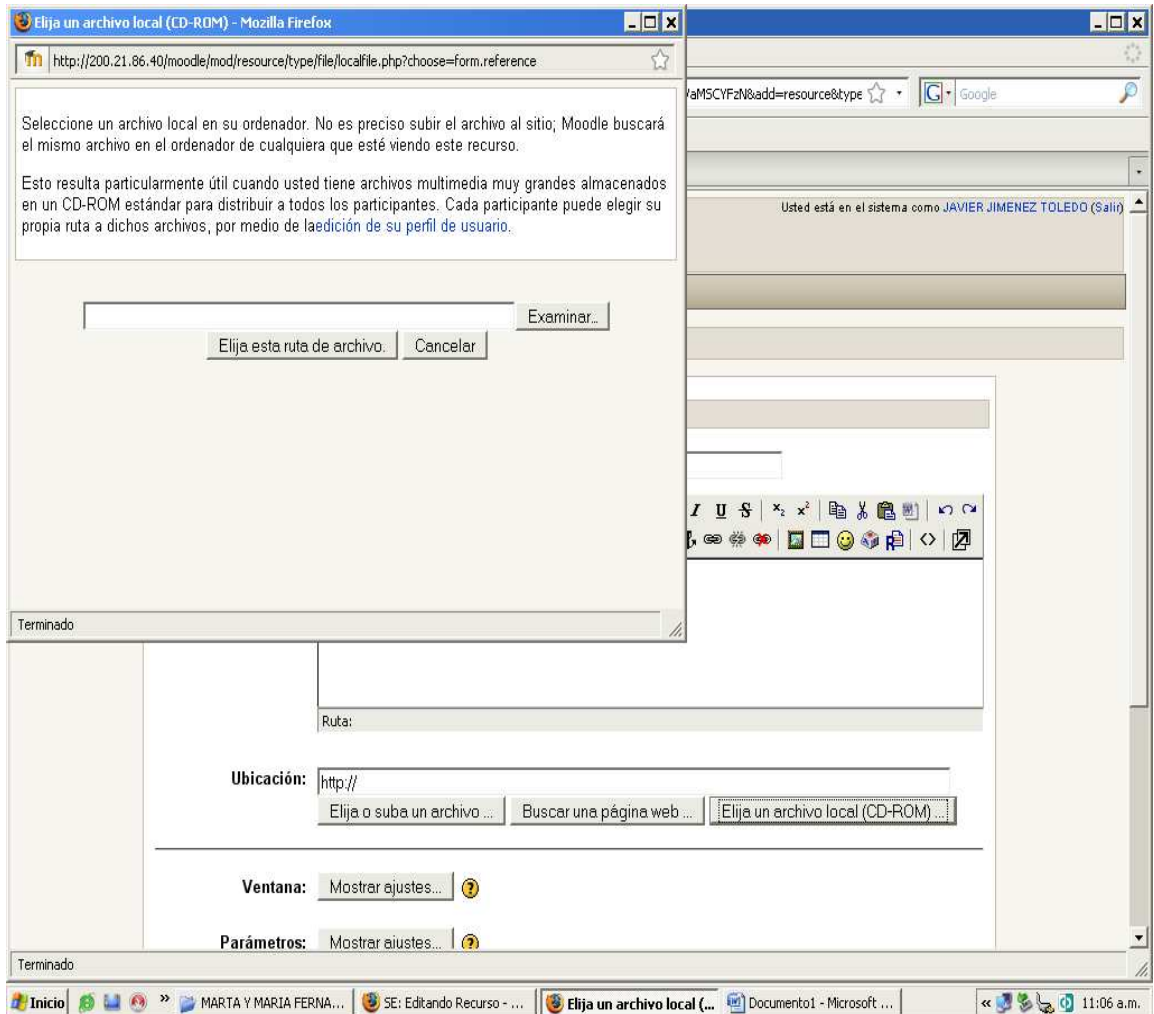 Elija un archivo local (CD-ROM) - Mozilla Firefox
http://200.21.86.40/moodle/mod/resource/type/file/localfile.php?choose=form.reference
Seleccione un archivo local en su ordenador. No es preciso subir el archivo al sitio; Moodle buscará
el mismo archivo en el ordenador de cualquiera que esté viendo este recurso.
Esto resulta particularmente útil cuando usted tiene archivos multimedia muy grandes almacenados
en un CD-ROM estándar para distribuir a todos los participantes. Cada participante puede elegir su
propia ruta a dichos archivos, por medio de laedición de su perfil de usuario.
Examinar...
Elija esta ruta de archivo. Cancelar
Terminado
aMSCYFzN&add=resource&type
G Google
Usted está en el sistema como JAVIER JIMENEZ TOLEDO (Salir)
I U S x₂ x²
Ruta:
Ubicación: http://
Elija o suba un archivo ... Buscar una página web ... Elija un archivo local (CD-ROM) ...
Ventana: Mostrar ajustes... ?
Parámetros: Mostrar ajustes... ?
Terminado
Inicio » MARTA Y MARIA FERNA... SE: Editando Recurso - ... Elija un archivo local (... Documento1 - Microsoft ... « 11:06 a.m.